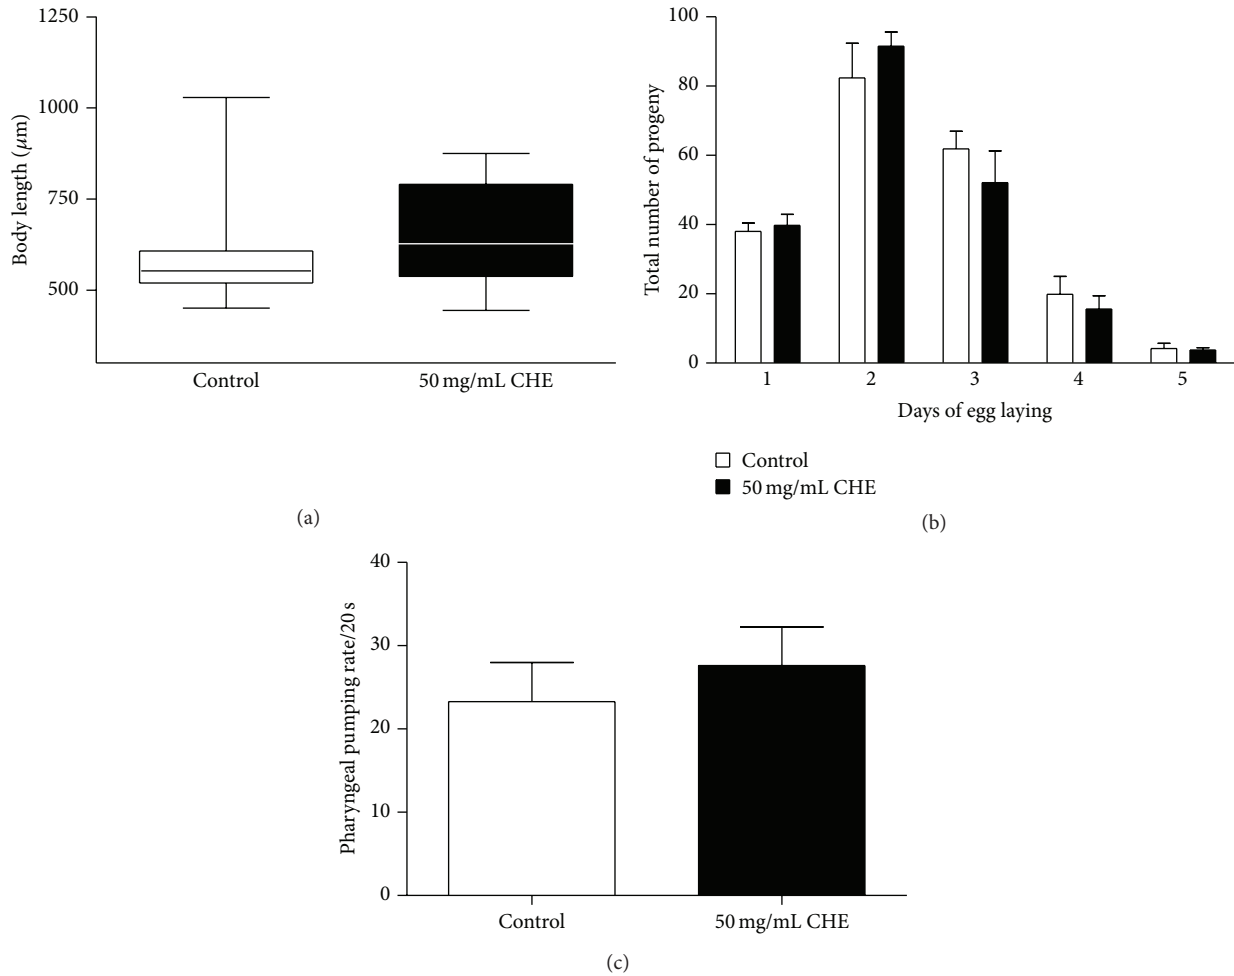 1250
1000
750
500
Body length (μm)
Control
50 mg/mL CHE
(a)
100
80
60
40
20
0
Total number of progeny
1
2
3
4
5
Days of egg laying
Control
50 mg/mL CHE
(b)
40
30
20
10
0
Pharyngeal pumping rate/20 s
Control
50 mg/mL CHE
(c)